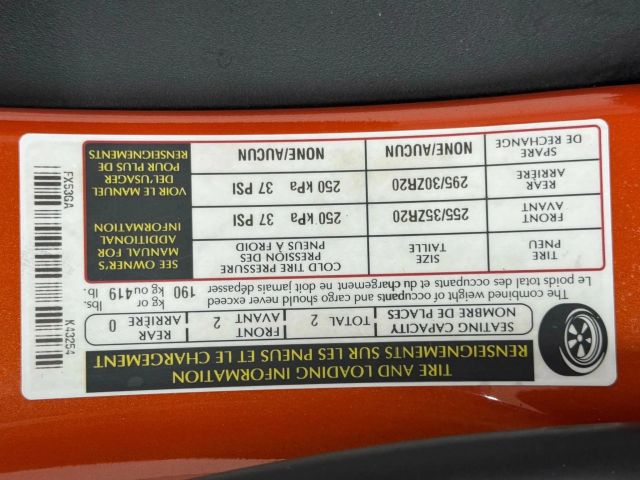 TIRE AND LOADING INFORMATION
RENSEIGNEMENTS SUR LES PNEUS ET LE CHARGEMENT
SEATING CAPACITY
NOMBRE DE PLACES
TOTAL 2
FRONT
AVANT 2
REAR
ARRIÈRE 0
The combined weight of occupants and cargo should never exceed
Le poids total des occupants et du chargement ne doit jamais dépasser
190 kg or
kg ou 419 lbs.
lb.
TIRE
PNEU
SIZE
TAILLE
COLD TIRE PRESSURE
PRESSION DES
PNEUS À FROID
FRONT
AVANT
255/35ZR20
250 kPa 37 PSI
REAR
ARRIÈRE
295/30ZR20
250 kPa 37 PSI
SPARE
DE RECHANGE
NONE/AUCUN
NONE/AUCUN
SEE OWNER'S
MANUAL FOR
ADDITIONAL
INFORMATION
VOIR LE MANUEL
DEL'USAGER
POUR PLUS DE
RENSEIGNEMENTS
K43254
FX53GA